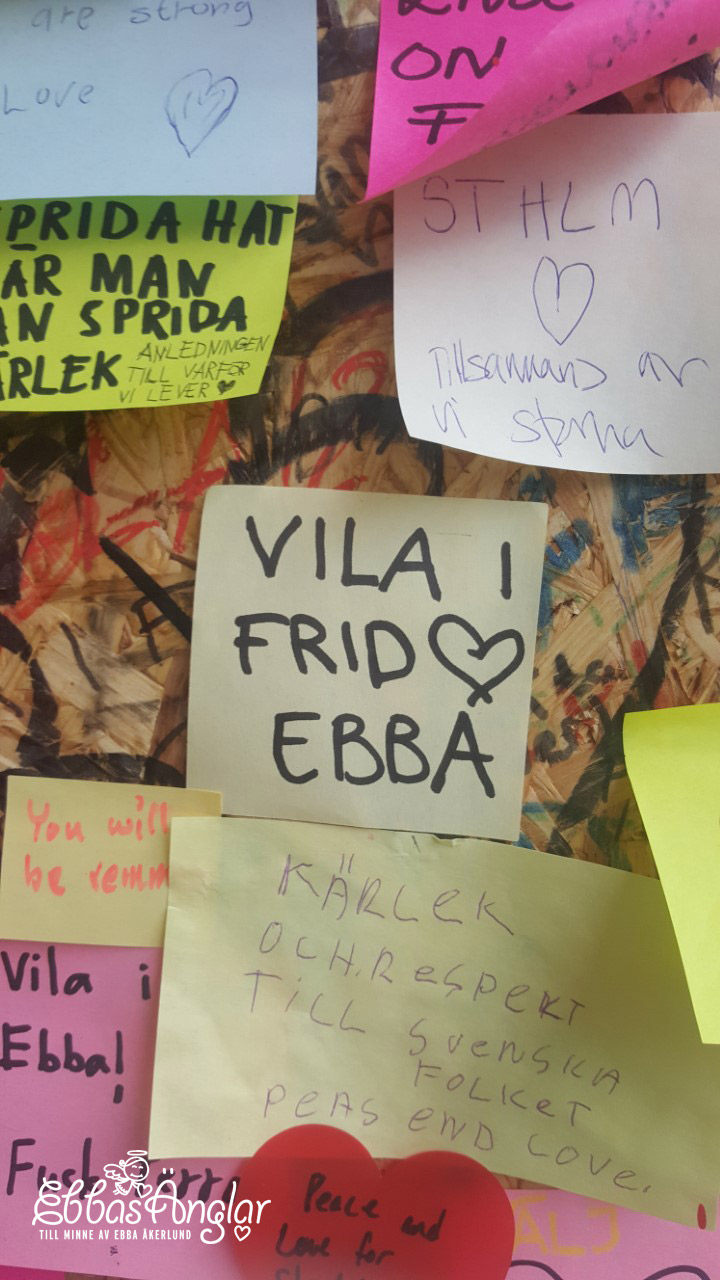 are strong
Love
ON
F
SPRIDA HAT
ÄR MAN
AN SPRIDA
ÄRLEK
ANLEDNINGEN
TILL VARFÖR
VI LEVER
STHLM
Tillsammans är
vi starka
VILA I
FRID
EBBA
You will
be remm
KÄRLEK
OCH RESPEKT
TILL SVENSKA
FOLKET
PEAS END LOVE.
Vila i
Ebba!
Peace and
Love for
ÄLJ
EbbasÄnglar
TILL MINNE AV EBBA ÅKERLUND